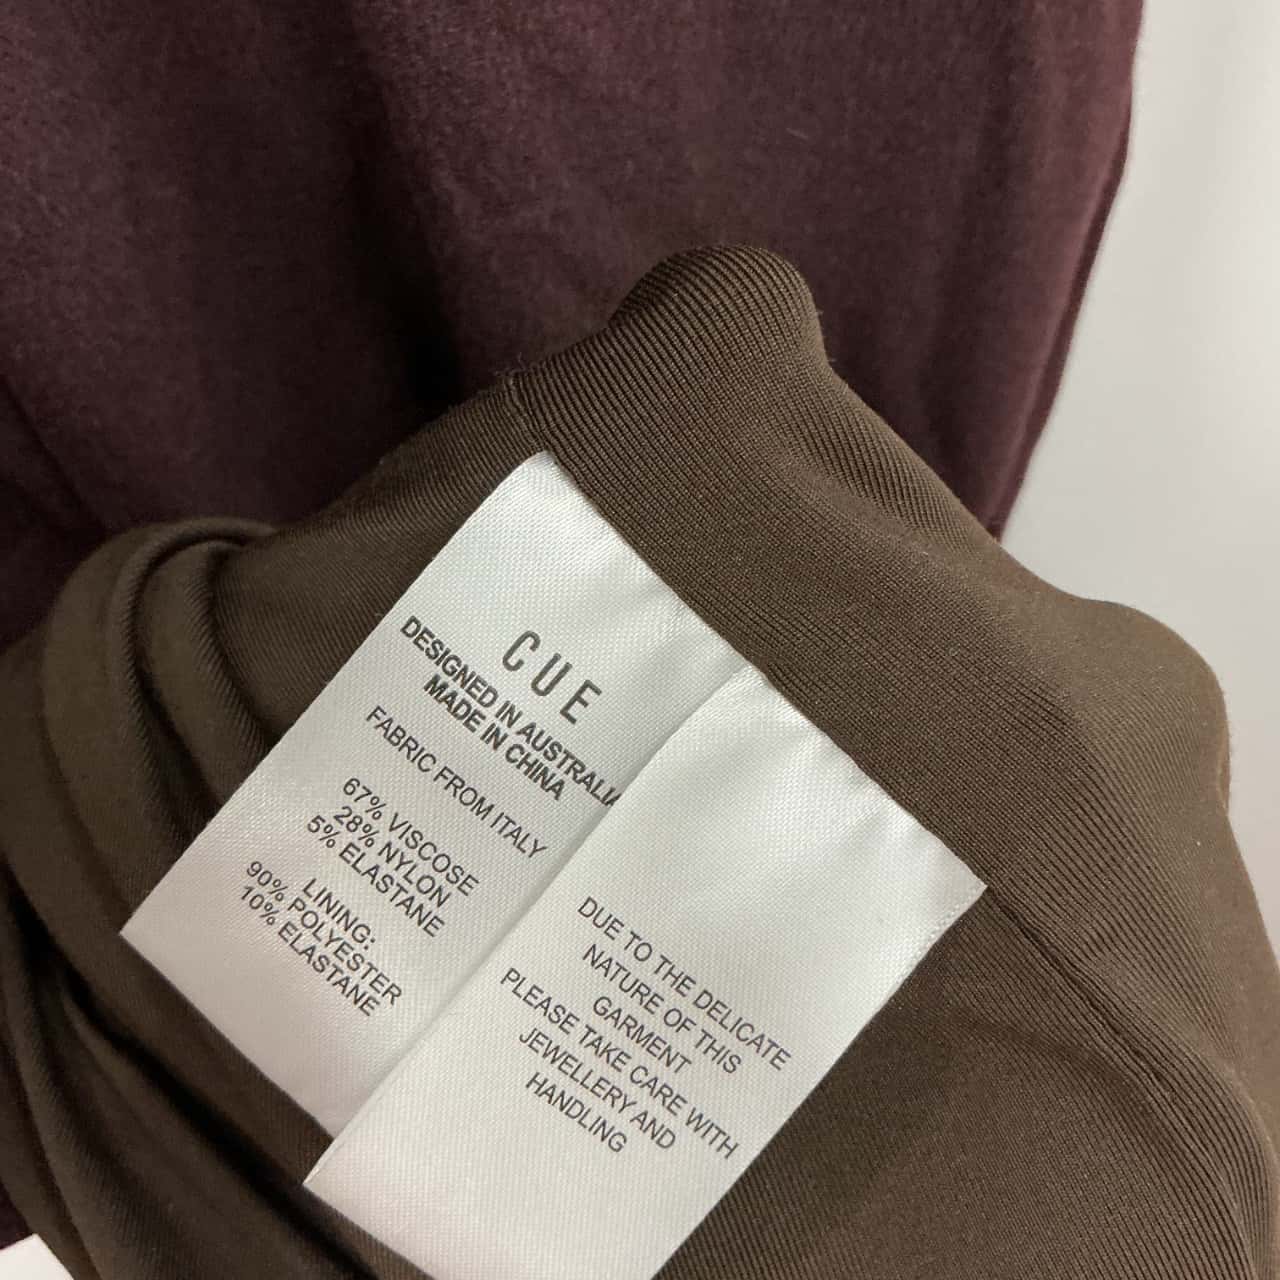 CUE
DESIGNED IN AUSTRALIA
MADE IN CHINA
FABRIC FROM ITALY
67% VISCOSE
28% NYLON
5% ELASTANE
LINING:
90% POLYESTER
10% ELASTANE
DUE TO THE DELICATE
NATURE OF THIS
GARMENT
PLEASE TAKE CARE WITH
JEWELLERY AND
HANDLING